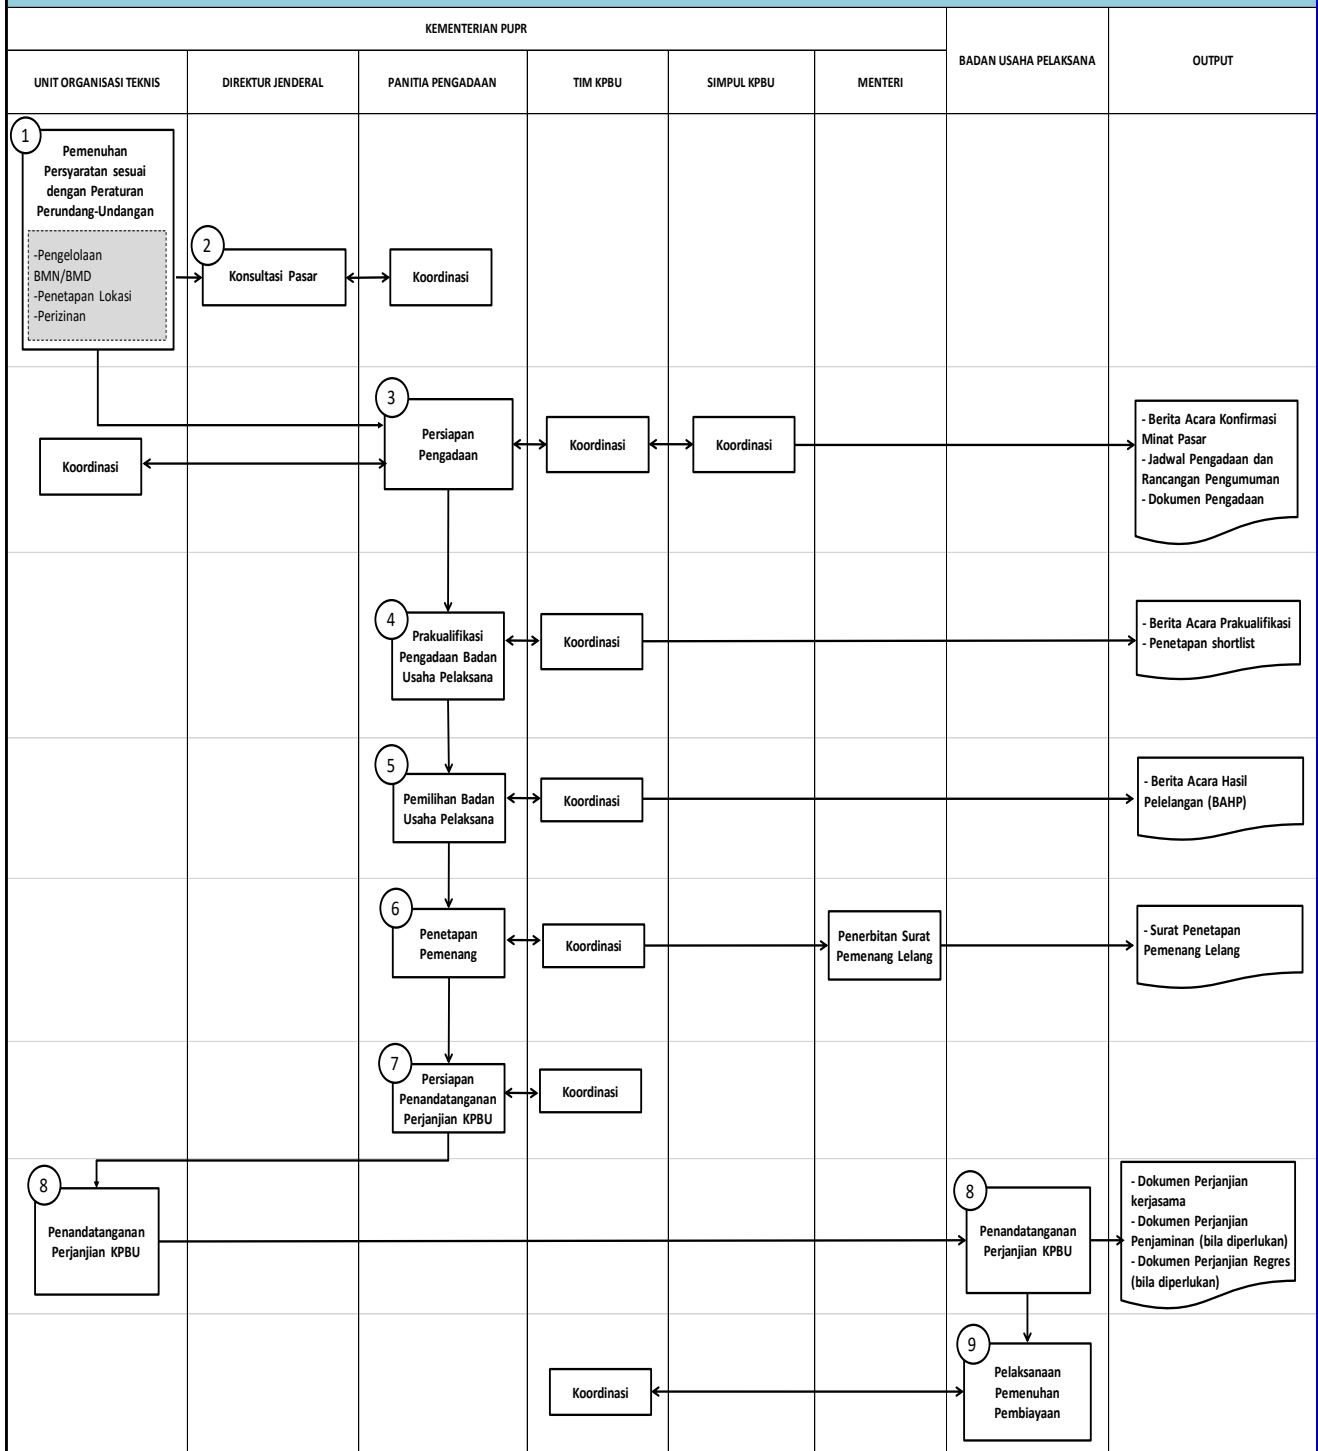 KEMENTERIAN PUPR
BADAN USAHA PELAKSANA
OUTPUT
UNIT ORGANISASI TEKNIS
DIREKTUR JENDERAL
PANITIA PENGADAAN
TIM KPBU
SIMPUL KPBU
MENTERI
1
Pemenuhan
Persyaratan sesuai
dengan Peraturan
Perundang-Undangan
-Pengelolaan
BMN/BMD
-Penetapan Lokasi
-Perizinan
2
Konsultasi Pasar
Koordinasi
3
Persiapan
Pengadaan
Koordinasi
Koordinasi
Koordinasi
- Berita Acara Konfirmasi
Minat Pasar
- Jadwal Pengadaan dan
Rancangan Pengumuman
- Dokumen Pengadaan
4
Prakualifikasi
Pengadaan Badan
Usaha Pelaksana
Koordinasi
- Berita Acara Prakualifikasi
- Penetapan shortlist
5
Pemilihan Badan
Usaha Pelaksana
Koordinasi
- Berita Acara Hasil
Pelelangan (BAHP)
6
Penetapan
Pemenang
Koordinasi
Penerbitan Surat
Pemenang Lelang
- Surat Penetapan
Pemenang Lelang
7
Persiapan
Penandatanganan
Perjanjian KPBU
Koordinasi
8
Penandatanganan
Perjanjian KPBU
8
Penandatanganan
Perjanjian KPBU
- Dokumen Perjanjian
kerjasama
- Dokumen Perjanjian
Penjaminan (bila diperlukan)
- Dokumen Perjanjian Regres
(bila diperlukan)
9
Pelaksanaan
Pemenuhan
Pembiayaan
Koordinasi